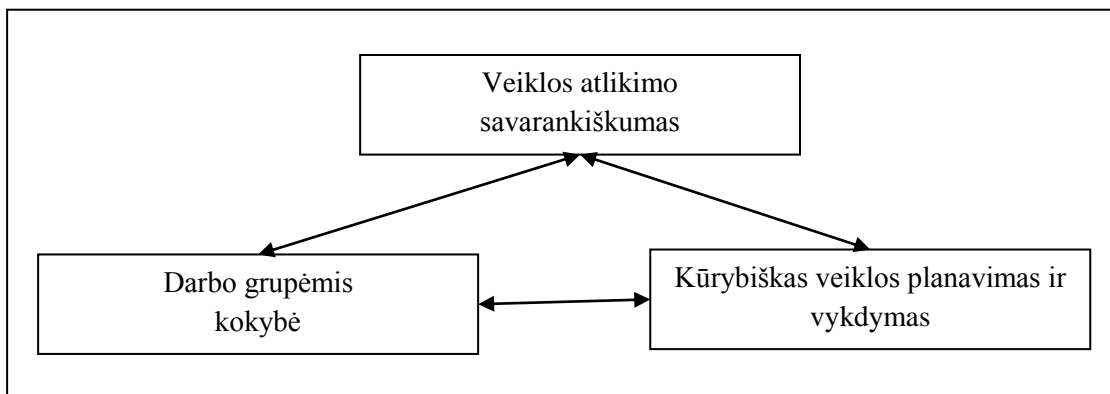 Veiklos atlikimo
savarankiškumas
Darbo grupėmis
kokybė
Kūrybiškas veiklos planavimas ir
vykdymas